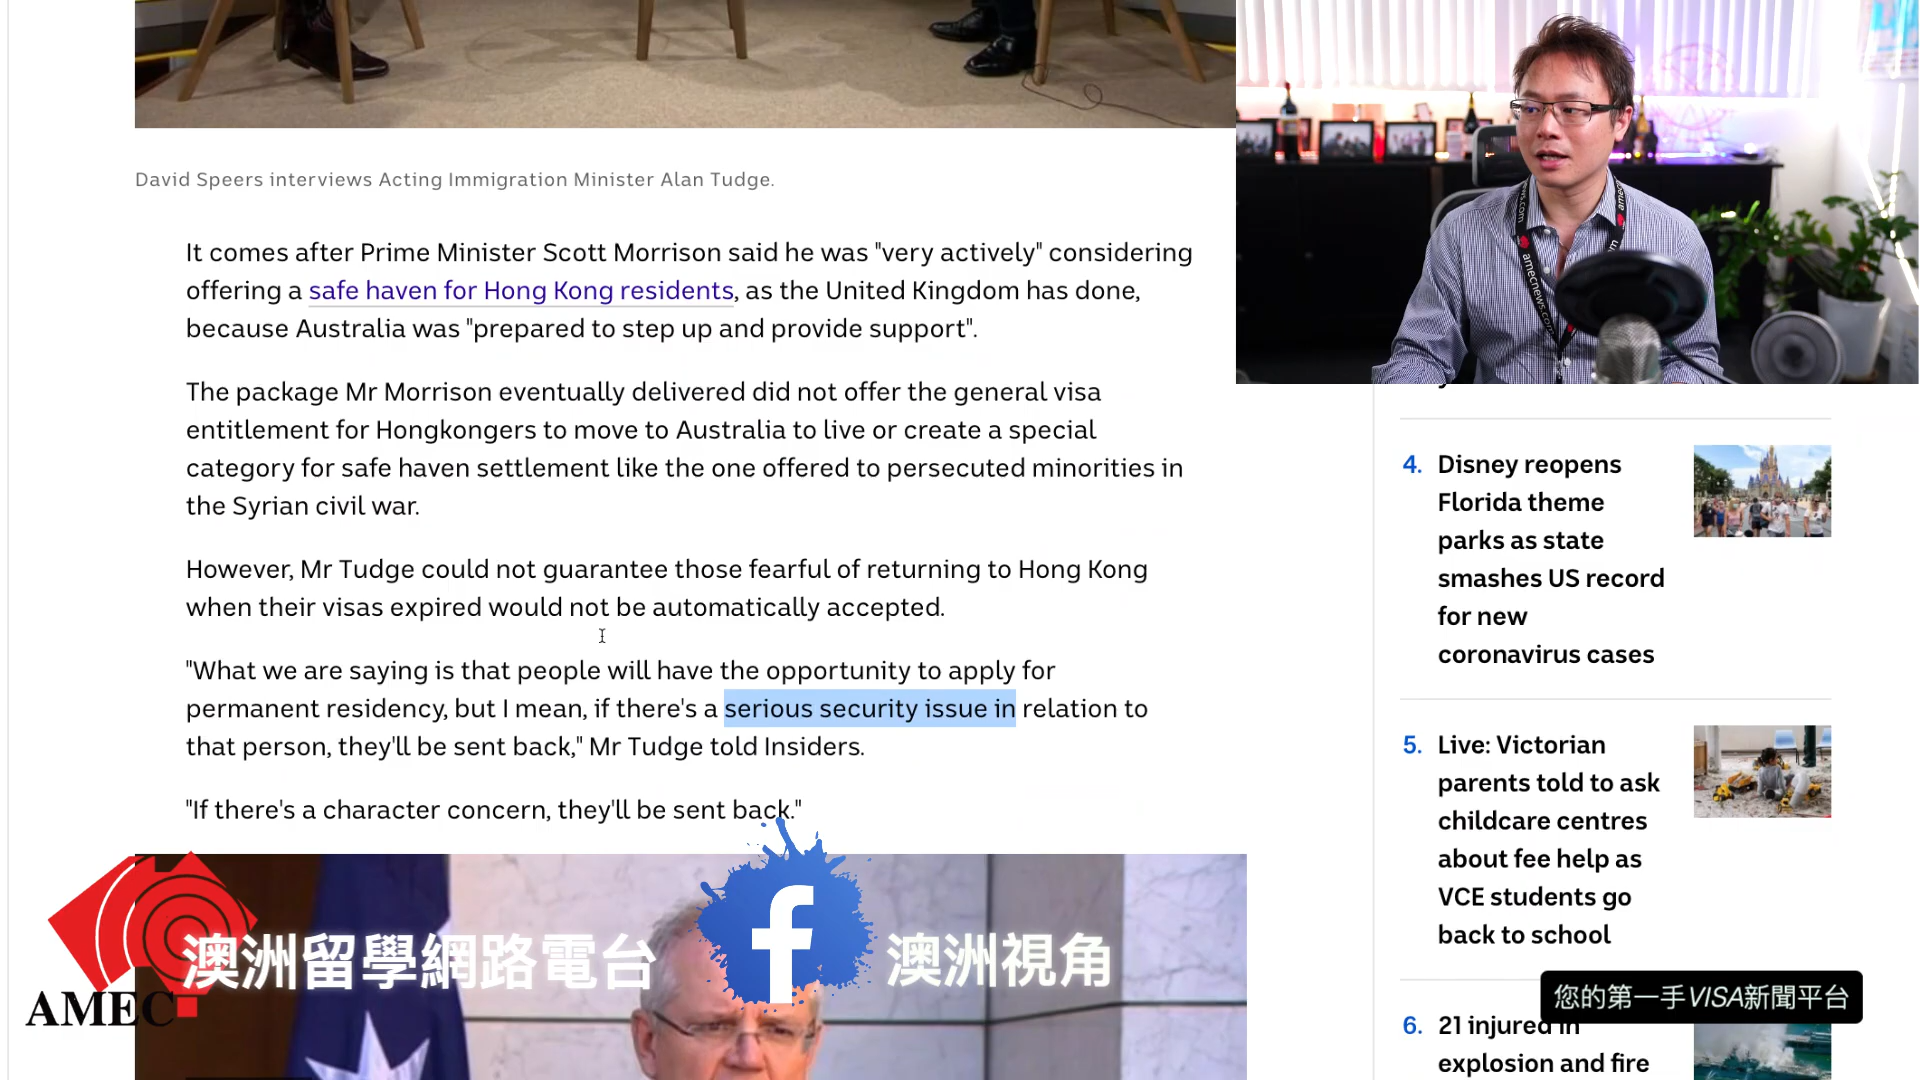 David Speers interviews Acting Immigration Minister Alan Tudge.
It comes after Prime Minister Scott Morrison said he was "very actively" considering
offering a safe haven for Hong Kong residents, as the United Kingdom has done,
because Australia was "prepared to step up and provide support".
The package Mr Morrison eventually delivered did not offer the general visa
entitlement for Hongkongers to move to Australia to live or create a special
category for safe haven settlement like the one offered to persecuted minorities in
the Syrian civil war.
However, Mr Tudge could not guarantee those fearful of returning to Hong Kong
when their visas expired would not be automatically accepted.
"What we are saying is that people will have the opportunity to apply for
permanent residency, but I mean, if there's a serious security issue in relation to
that person, they'll be sent back," Mr Tudge told Insiders.
"If there's a character concern, they'll be sent back."
澳洲留學網路電台
f
澳洲視角
AMEC
amecnews.com
4. Disney reopens
Florida theme
parks as state
smashes US record
for new
coronavirus cases
5. Live: Victorian
parents told to ask
childcare centres
about fee help as
VCE students go
back to school
您的第一手VISA新聞平台
6. 21 injured in
explosion and fire